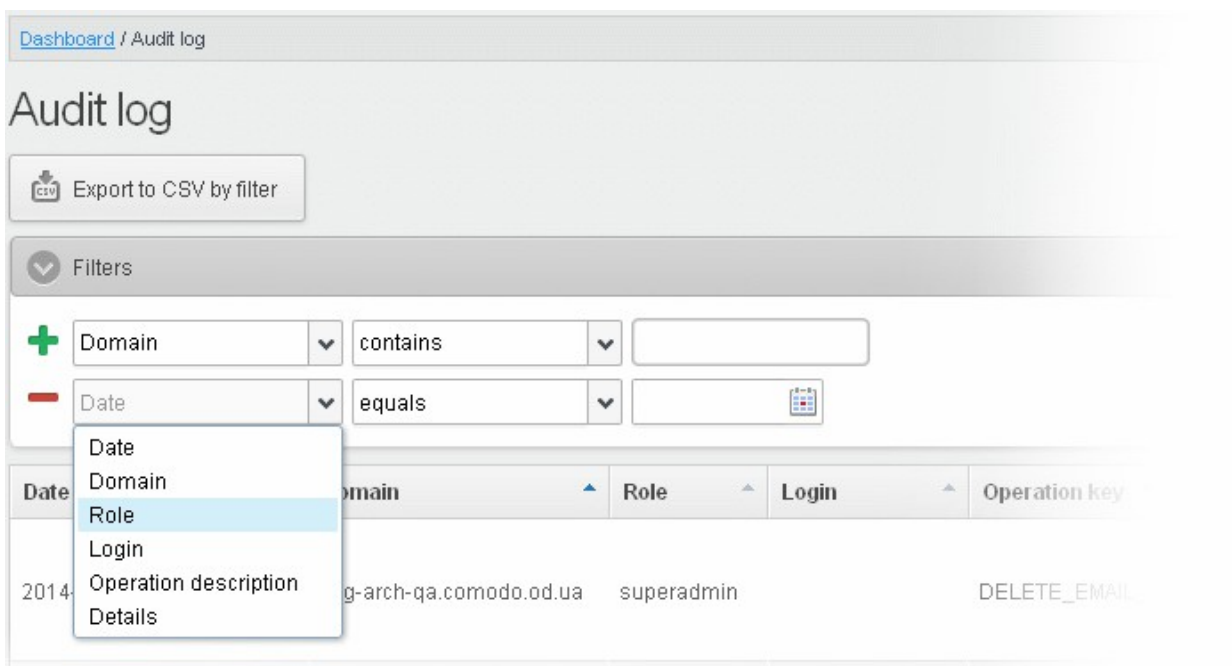 Dashboard / Audit log
Audit log
CSV Export to CSV by filter
Filters
Domain contains
Date equals
Date
Domain
Role
Login
Operation description
Details
Date omain Role Login Operation key
2014- g-arch-qa.comodo.od.ua superadmin DELETE_EMAIL